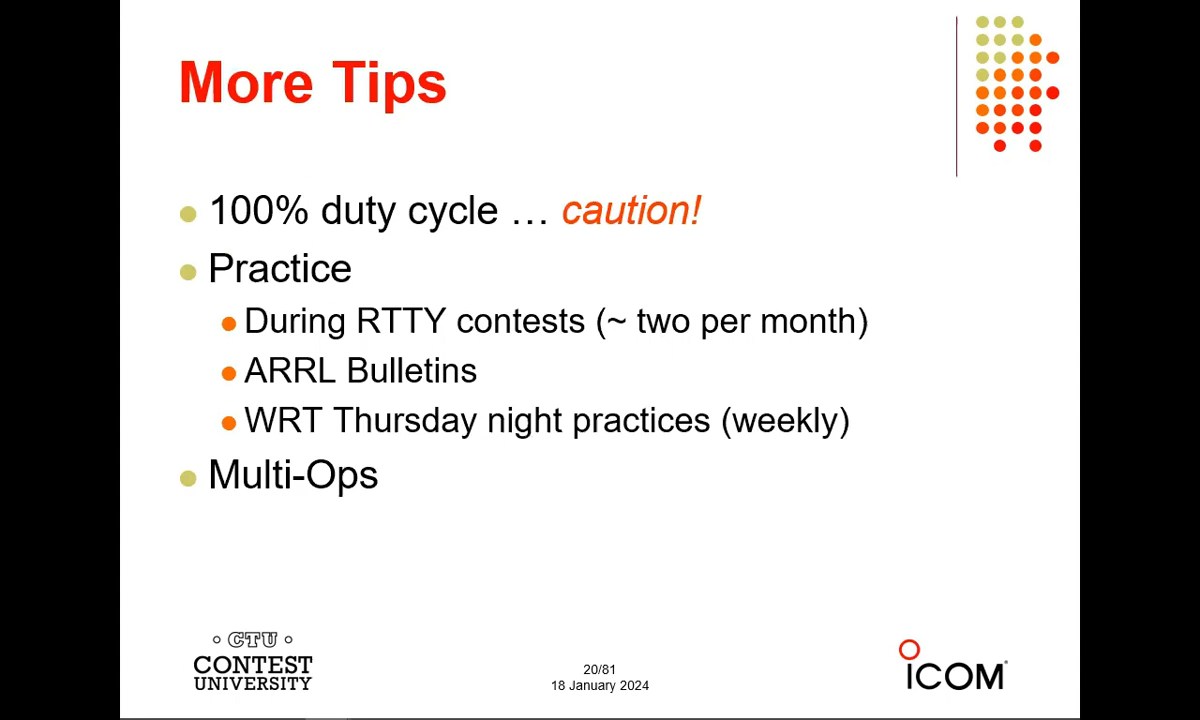 More Tips
100% duty cycle … caution!
Practice
During RTTY contests (~ two per month)
ARRL Bulletins
WRT Thursday night practices (weekly)
Multi-Ops
CTU
CONTEST
UNIVERSITY
20/81
18 January 2024
ICOM